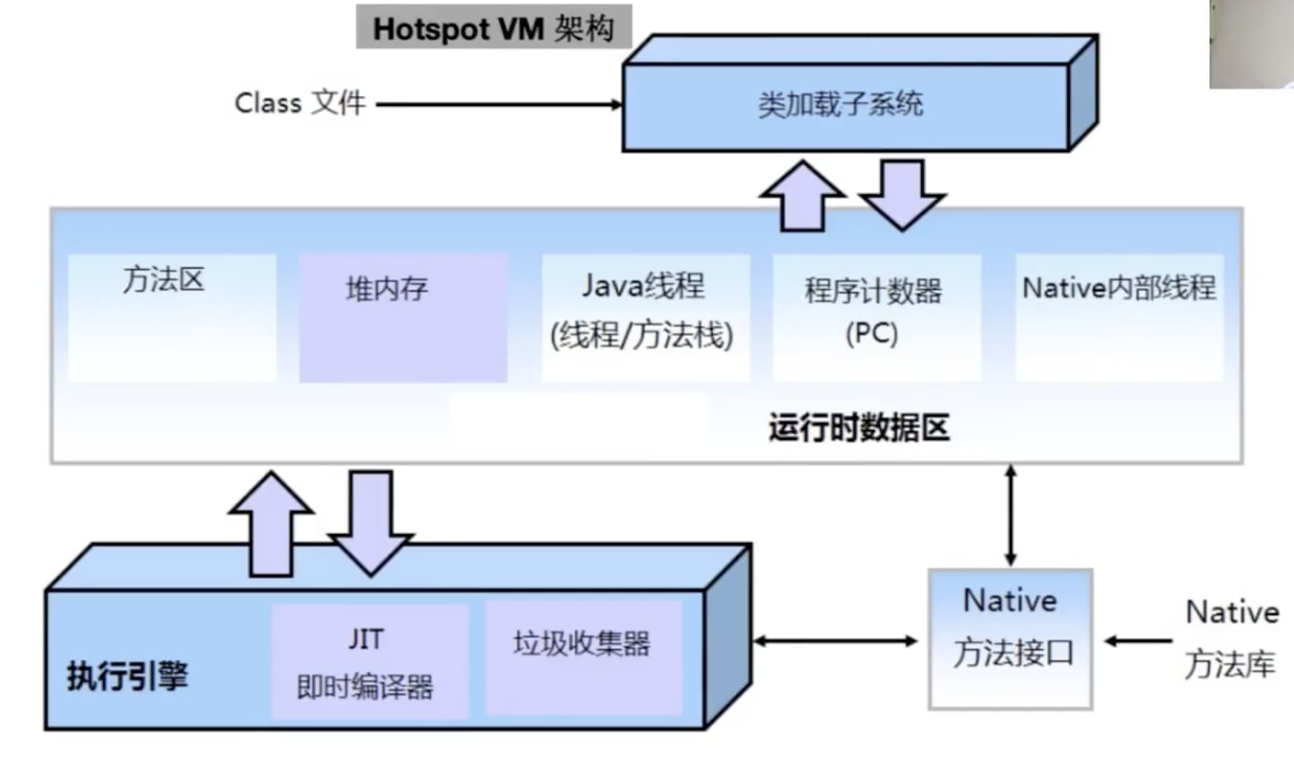 Hotspot VM 架构
Class 文件
类加载子系统
方法区
堆内存
Java线程
(线程/方法栈)
程序计数器
(PC)
Native内部线程
运行时数据区
执行引擎
JIT
即时编译器
垃圾收集器
Native
方法接口
Native
方法库